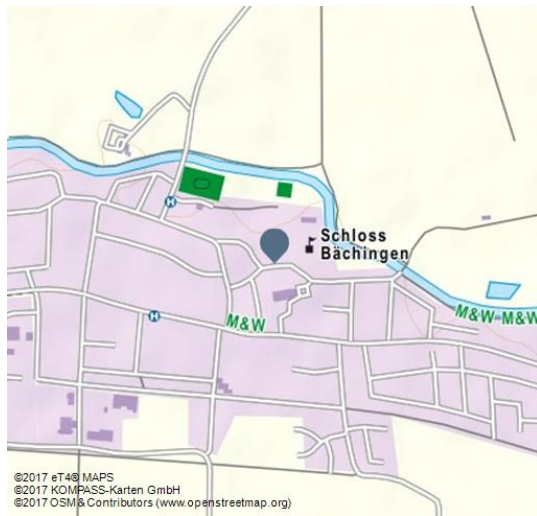 H
Schloss
Bächingen
M&W M&W
H
M&W
©2017 eT4® MAPS
©2017 KOMPASS-Karten GmbH
©2017 OSM & Contributors (www.openstreetmap.org)